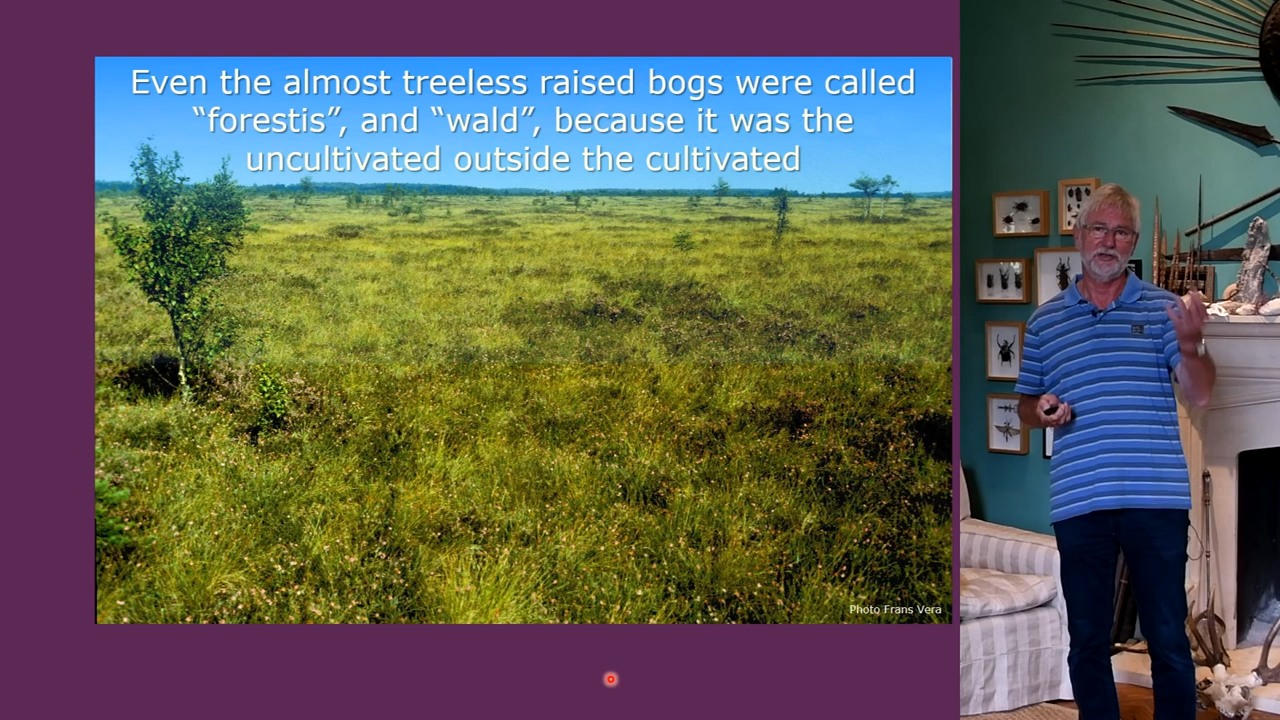 Even the almost treeless raised bogs were called
“forestis”, and “wald”, because it was the
uncultivated outside the cultivated
Photo Frans Vera